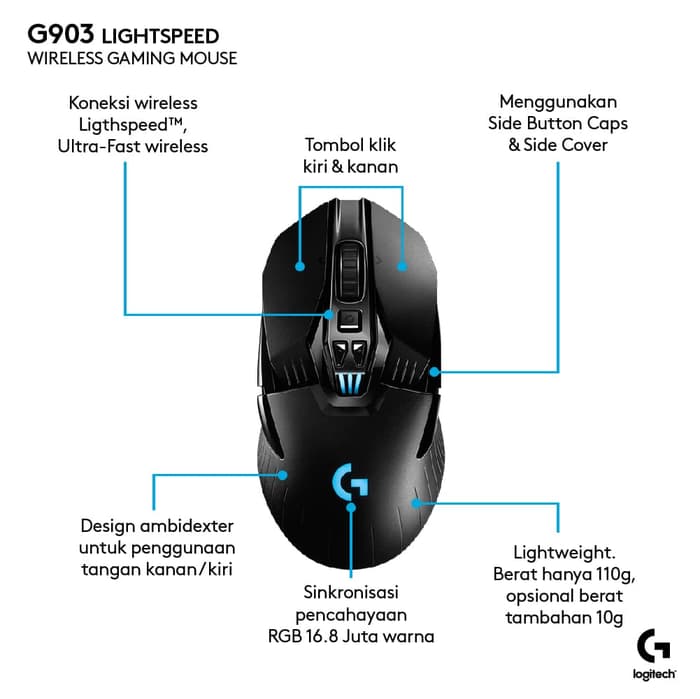 G903 LIGHTSPEED
WIRELESS GAMING MOUSE
Koneksi wireless
Ligthspeed™,
Ultra-Fast wireless
Tombol klik
kiri & kanan
Menggunakan
Side Button Caps
& Side Cover
Design ambidexter
untuk penggunaan
tangan kanan/kiri
Sinkronisasi
pencahayaan
RGB 16.8 Juta warna
Lightweight.
Berat hanya 110g,
opsional berat
tambahan 10g
logitech